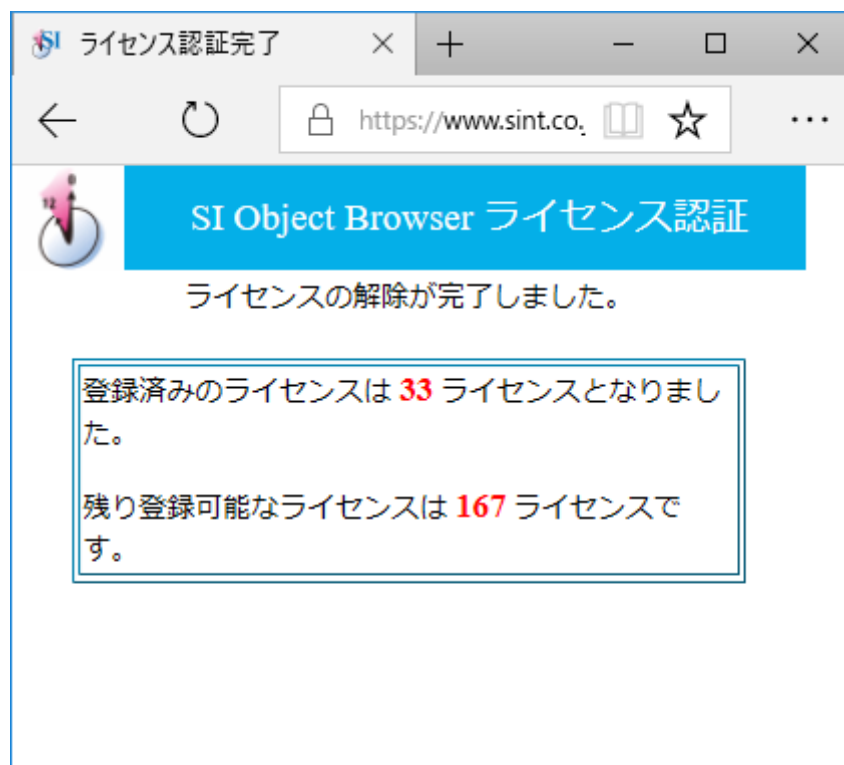 SI ライセンス認証完了
https://www.sint.co.
SI Object Browser ライセンス認証
ライセンスの解除が完了しました。
登録済みのライセンスは 33 ライセンスとなりまし
た。
残り登録可能なライセンスは 167 ライセンスで
す。